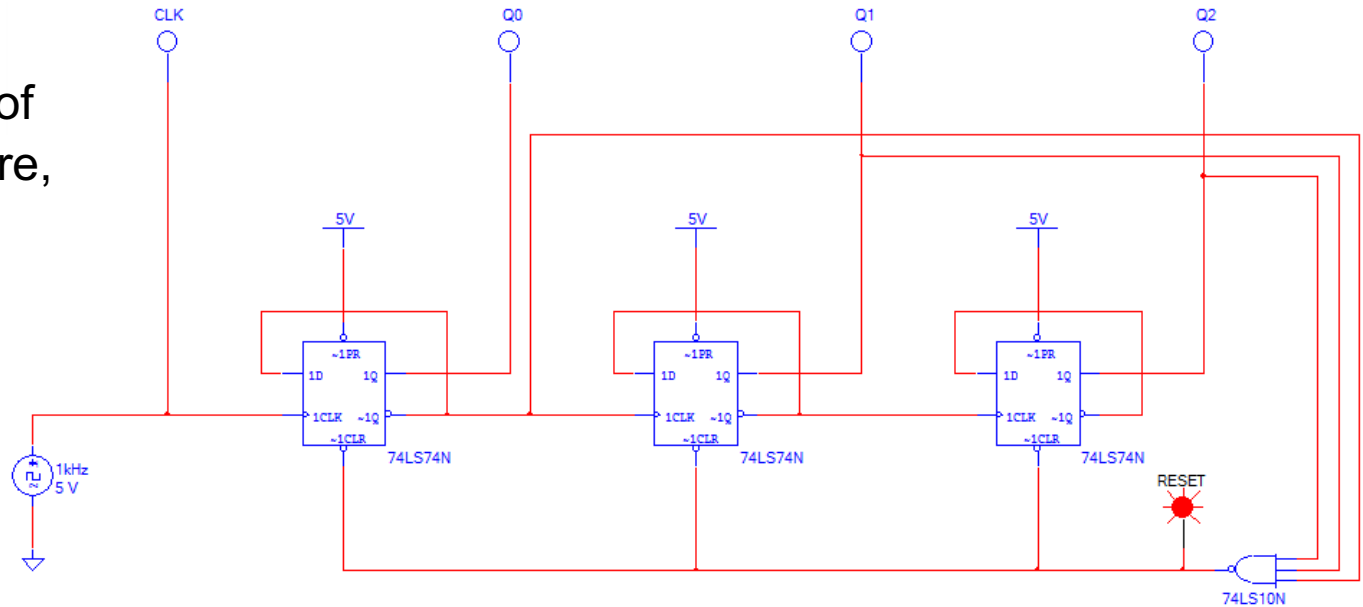 CLK Q0 Q1 Q2
of
re,
5V 5V 5V
~1PR ~1PR ~1PR
1D 1Q 1D 1Q 1D 1Q
1CLK ~1Q 1CLK ~1Q 1CLK ~1Q
~1CLR ~1CLR ~1CLR
74LS74N 74LS74N 74LS74N
1kHz
5 V
RESET
74LS10N